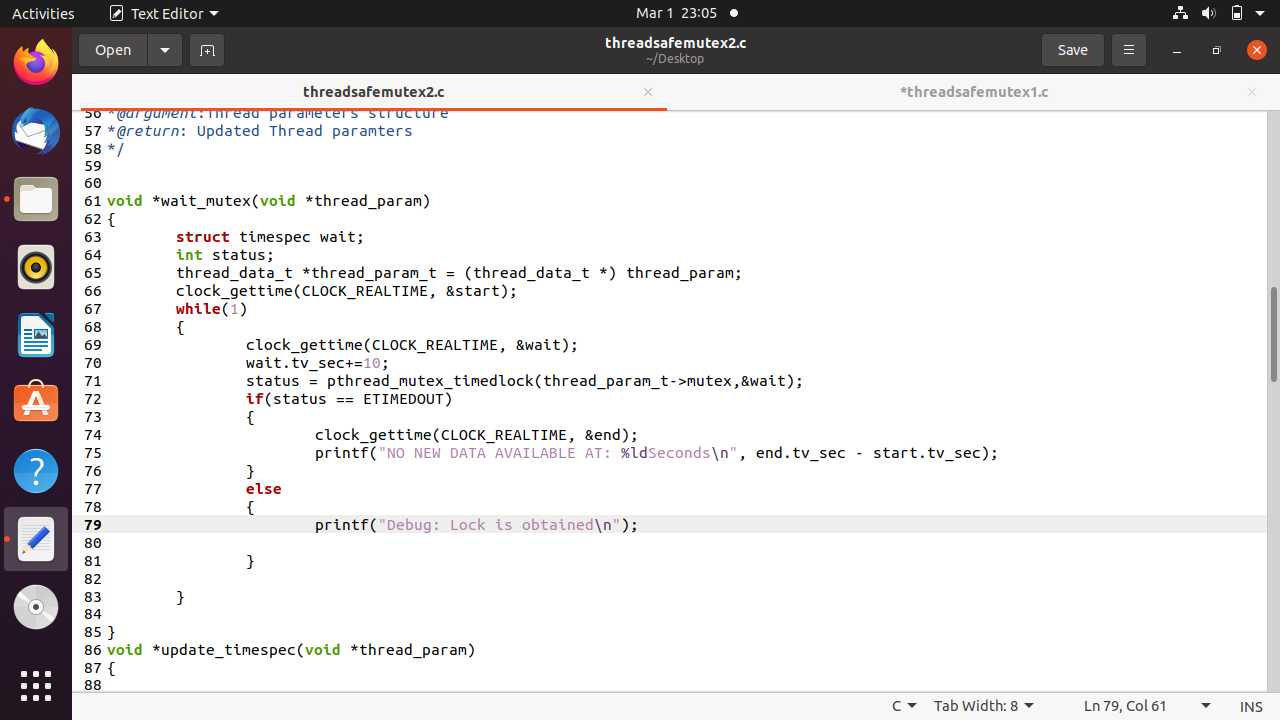 Activities Text Editor Mar 1 23:05
Open threadsafemutex2.c Save
~/Desktop
threadsafemutex2.c *threadsafemutex1.c
56 *@argument:Thread parameters structure
57 *@return: Updated Thread paramters
58 */
59
60
61 void *wait_mutex(void *thread_param)
62 {
63 struct timespec wait;
64 int status;
65 thread_data_t *thread_param_t = (thread_data_t *) thread_param;
66 clock_gettime(CLOCK_REALTIME, &start);
67 while(1)
68 {
69 clock_gettime(CLOCK_REALTIME, &wait);
70 wait.tv_sec+=10;
71 status = pthread_mutex_timedlock(thread_param_t->mutex,&wait);
72 if(status == ETIMEDOUT)
73 {
74 clock_gettime(CLOCK_REALTIME, &end);
75 printf("NO NEW DATA AVAILABLE AT: %ldSeconds\n", end.tv_sec - start.tv_sec);
76 }
77 else
78 {
79 printf("Debug: Lock is obtained\n");
80
81 }
82
83 }
84
85 }
86 void *update_timespec(void *thread_param)
87 {
88
C Tab Width: 8 Ln 79, Col 61 INS